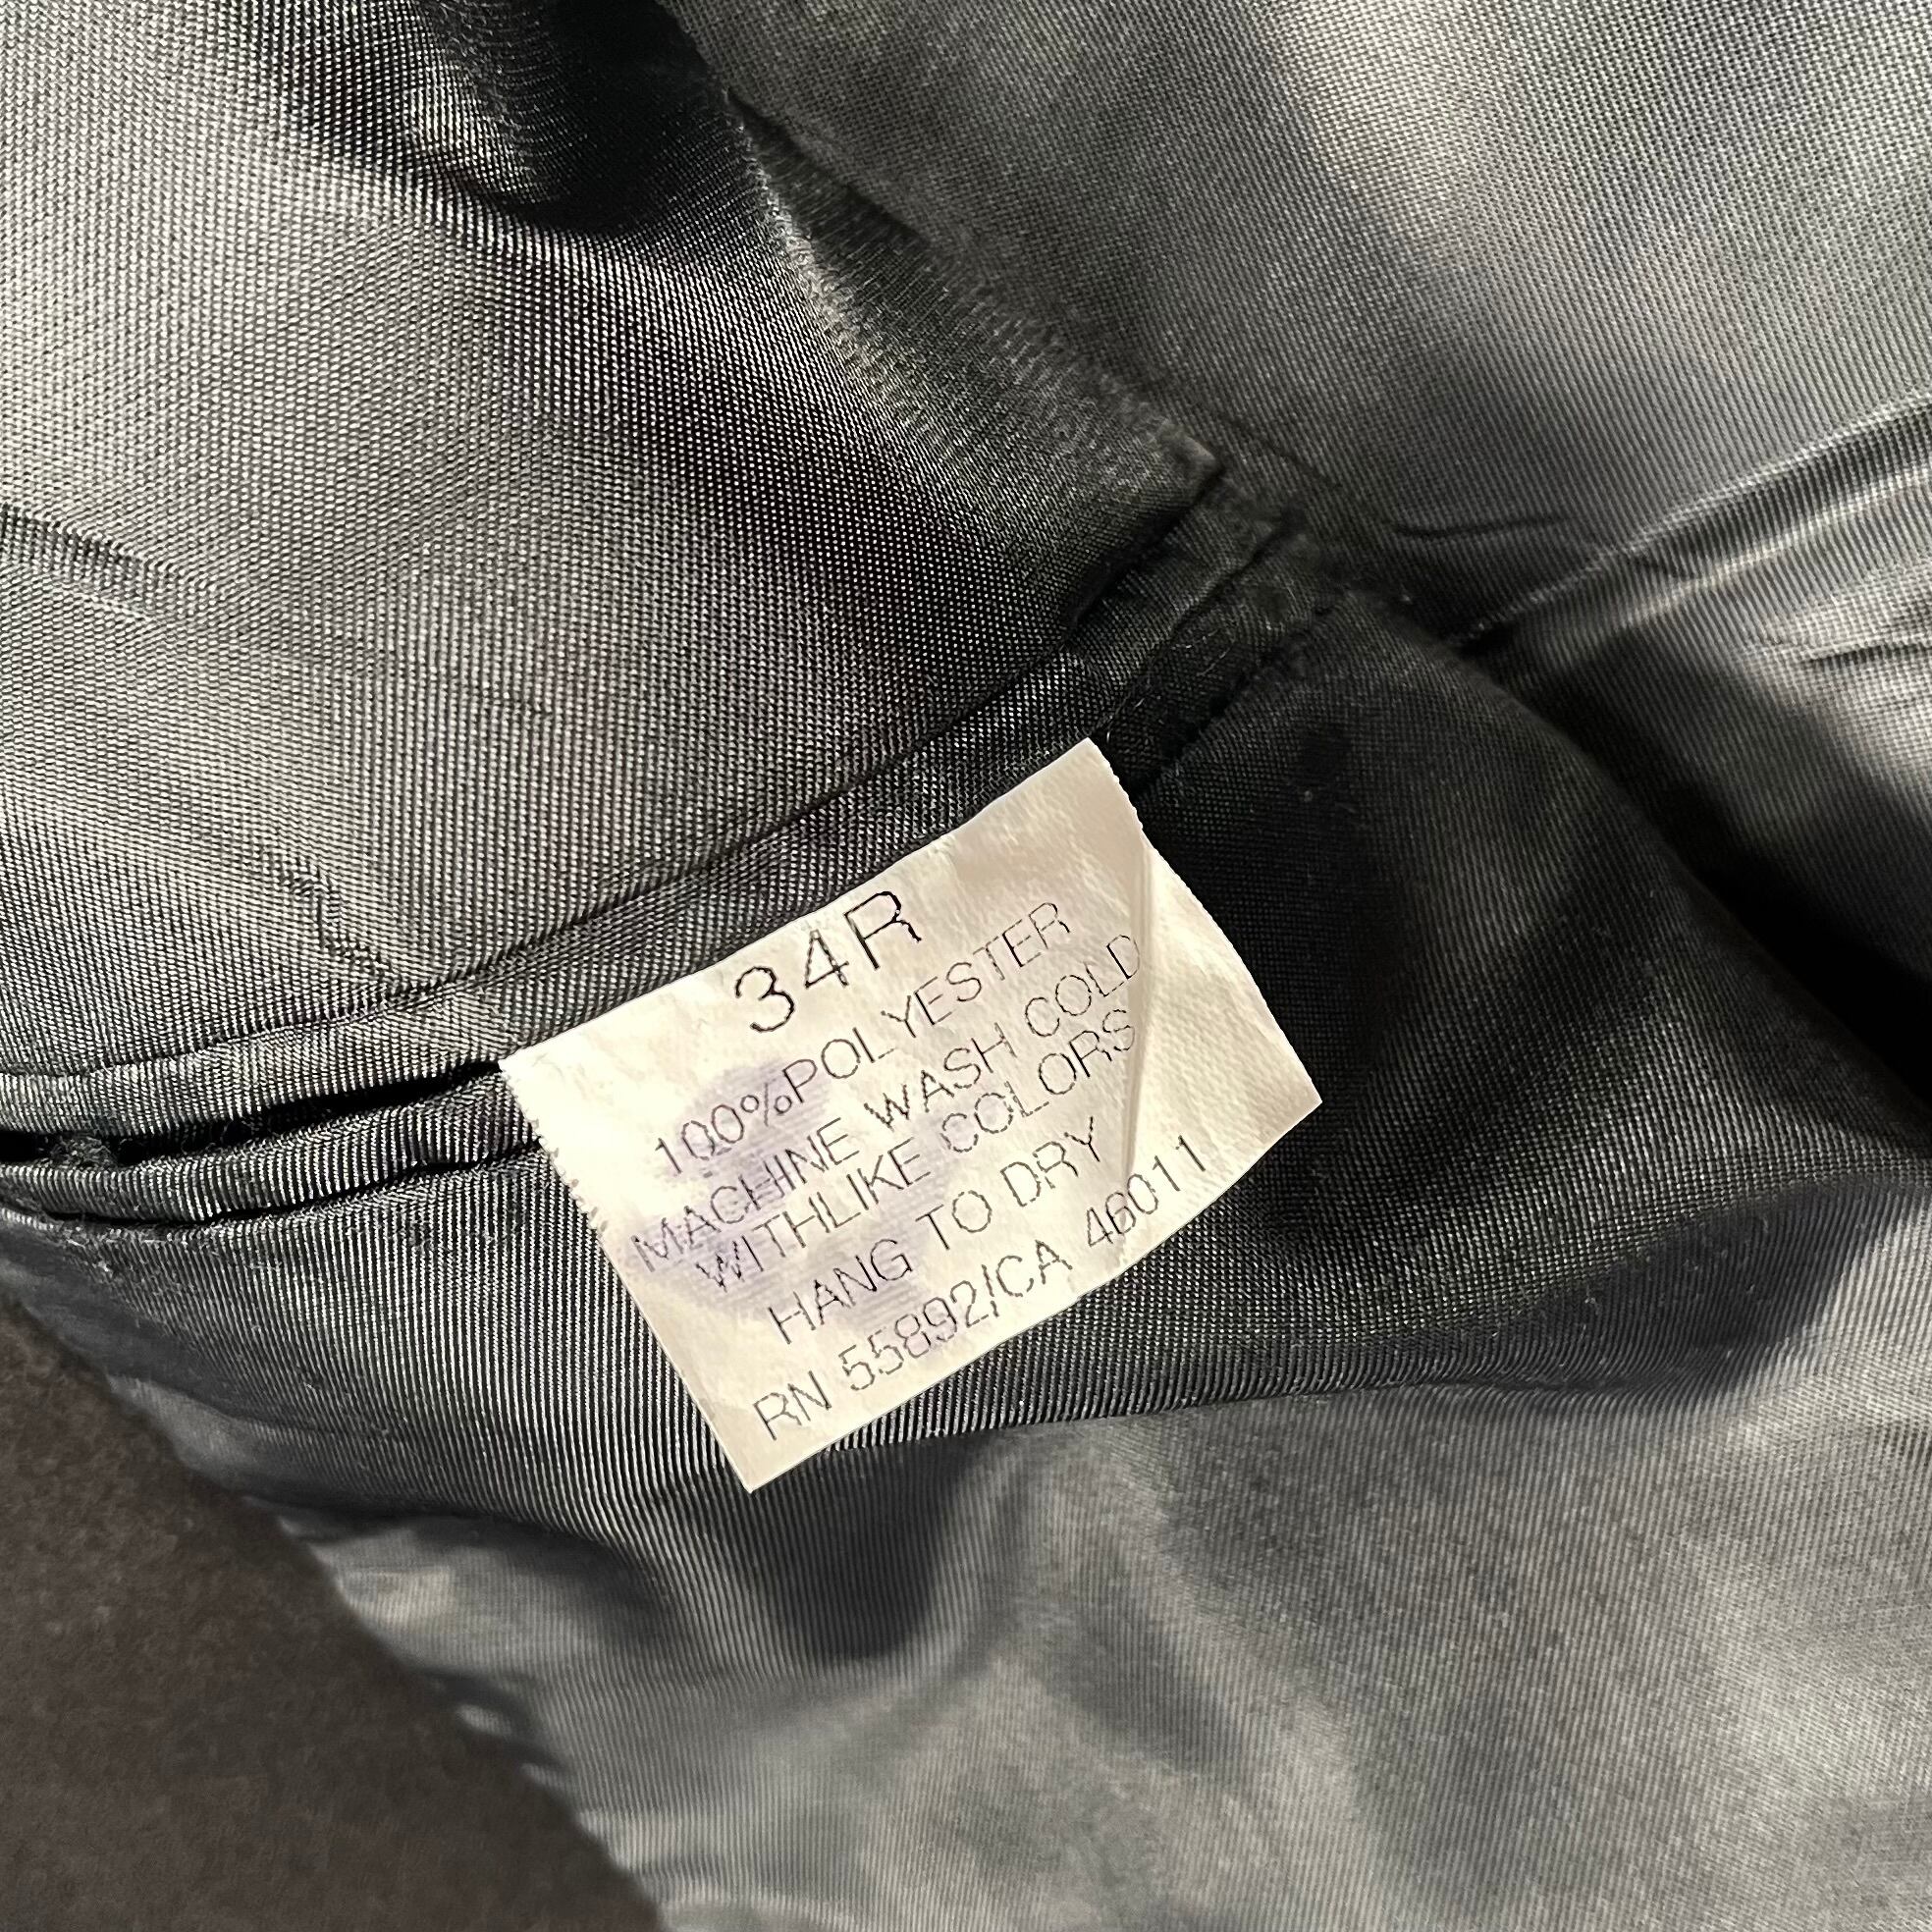 34R
100%POLYESTER
MACHINE WASH COLD
WITHLIKE COLORS
HANG TO DRY
RN 55892/CA 46011